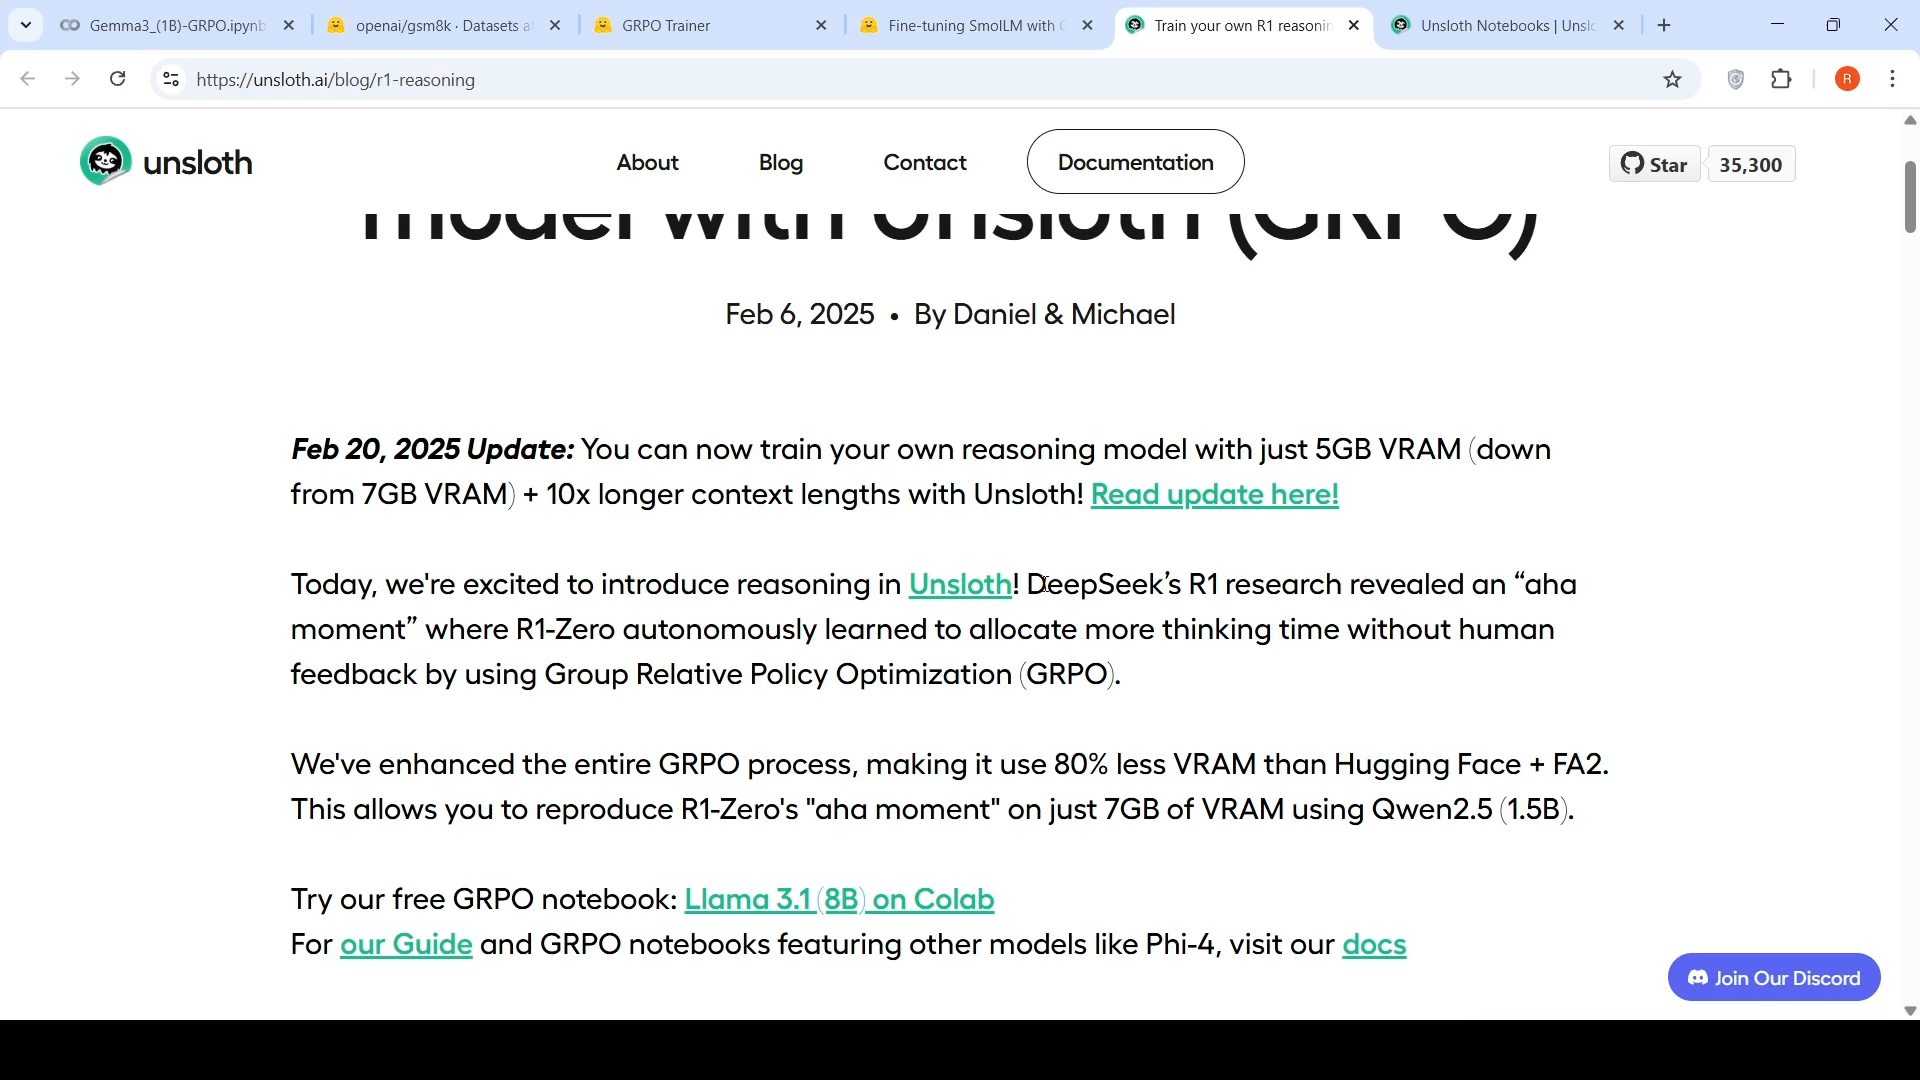 Gemma3_(1B)-GRPO.ipynb
openai/gsm8k · Datasets a
GRPO Trainer
Fine-tuning SmolLM with G
Train your own R1 reasonin
Unsloth Notebooks | Unslo
https://unsloth.ai/blog/r1-reasoning
R
unsloth
About
Blog
Contact
Documentation
Star
35,300
model with Unsloth (GRPO)
Feb 6, 2025 • By Daniel & Michael
Feb 20, 2025 Update: You can now train your own reasoning model with just 5GB VRAM (down
from 7GB VRAM) + 10x longer context lengths with Unsloth! Read update here!
Today, we're excited to introduce reasoning in Unsloth! DeepSeek’s R1 research revealed an “aha
moment” where R1-Zero autonomously learned to allocate more thinking time without human
feedback by using Group Relative Policy Optimization (GRPO).
We've enhanced the entire GRPO process, making it use 80% less VRAM than Hugging Face + FA2.
This allows you to reproduce R1-Zero's "aha moment" on just 7GB of VRAM using Qwen2.5 (1.5B).
Try our free GRPO notebook: Llama 3.1 (8B) on Colab
For our Guide and GRPO notebooks featuring other models like Phi-4, visit our docs
Join Our Discord